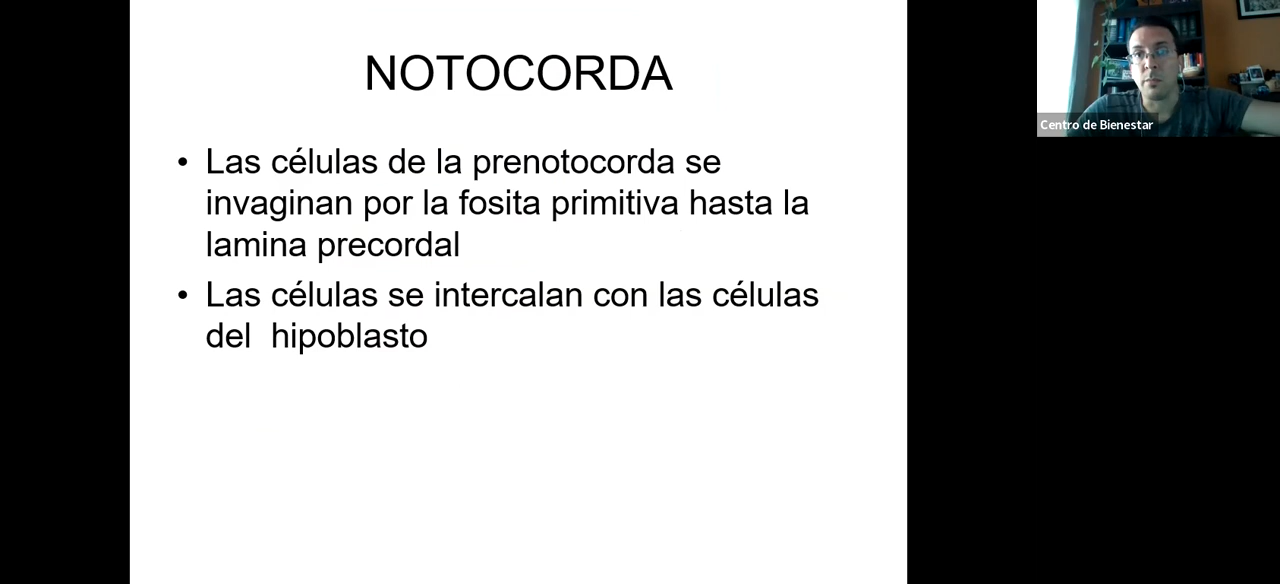 NOTOCORDA
• Las células de la prenotocorda se
invaginan por la fosita primitiva hasta la
lamina precordal
• Las células se intercalan con las células
del  hipoblasto
Centro de Bienestar